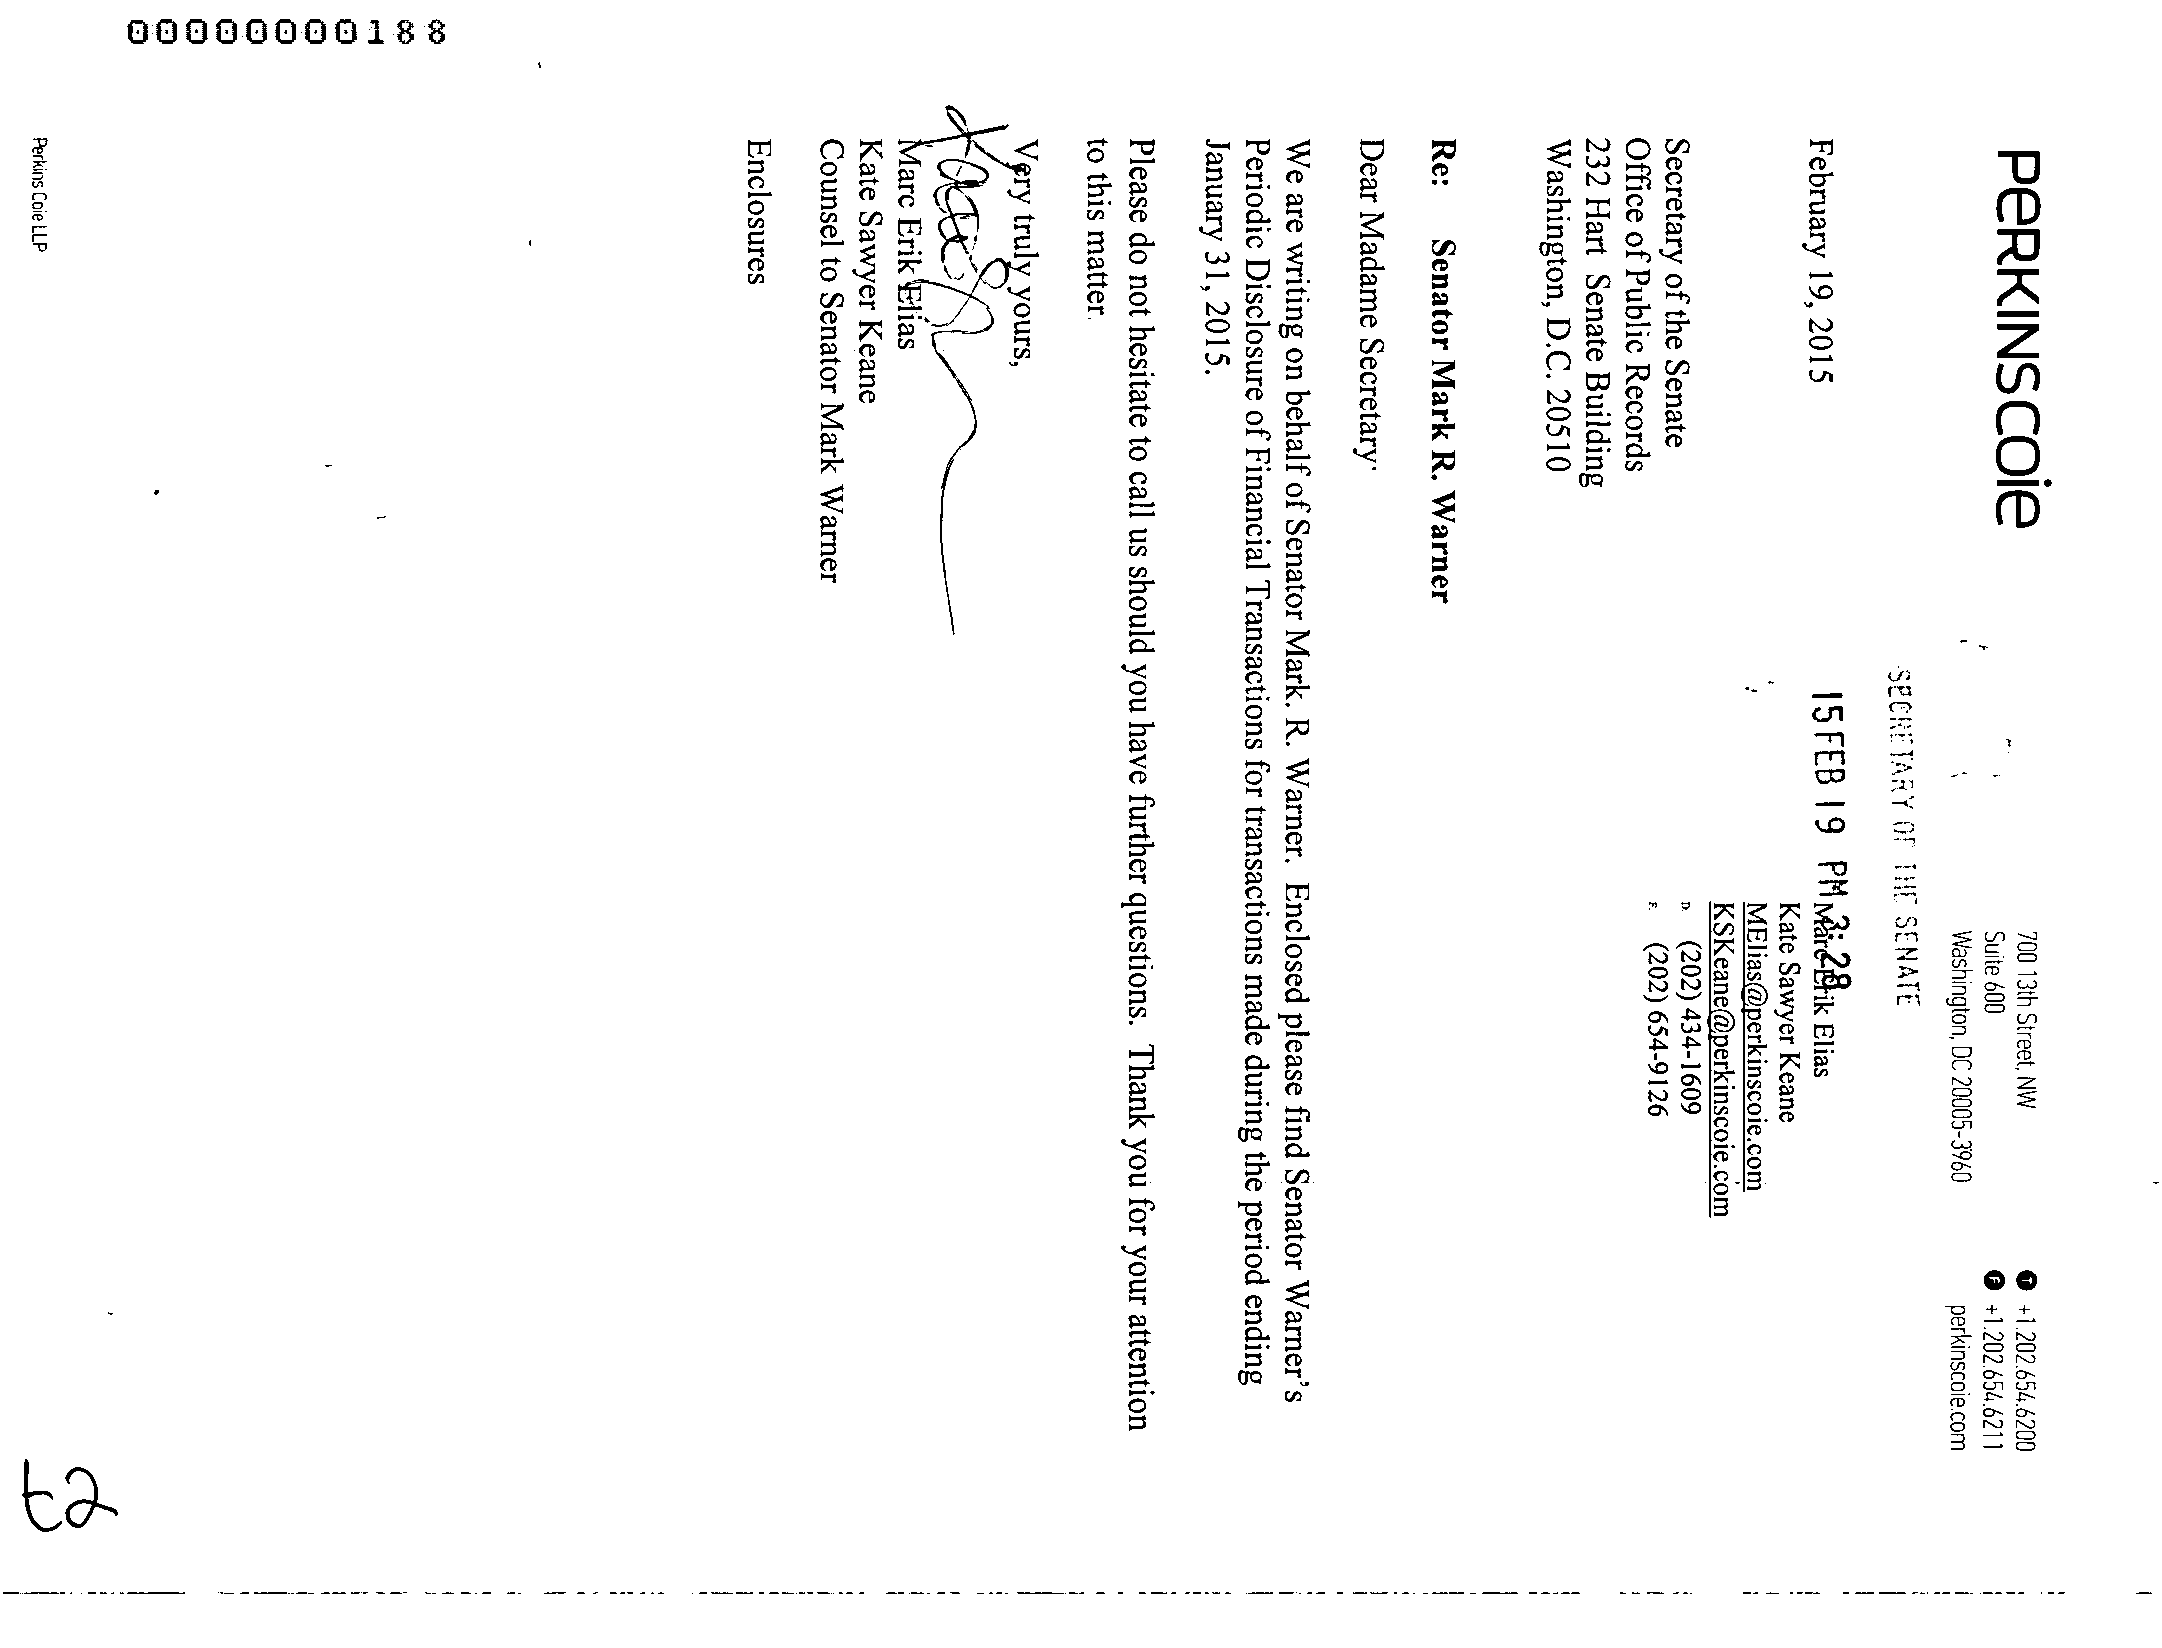 PERKINSCOIE
700 13th Street, NW
Suite 600
Washington, DC 20005-3960
T +1.202.654.6200
F +1.202.654.6211
perkinscoie.com
SECRETARY OF THE SENATE
15 FEB 19 PM 3:28
February 19, 2015
Marc Erik Elias
Kate Sawyer Keane
MElias@perkinscoie.com
KSKeane@perkinscoie.com
D. (202) 434-1609
F. (202) 654-9126
Secretary of the Senate
Office of Public Records
232 Hart Senate Building
Washington, D.C. 20510
Re: Senator Mark R. Warner
Dear Madame Secretary:
We are writing on behalf of Senator Mark. R. Warner. Enclosed please find Senator Warner's
Periodic Disclosure of Financial Transactions for transactions made during the period ending
January 31, 2015.
Please do not hesitate to call us should you have further questions. Thank you for your attention
to this matter.
Very truly yours,
Marc Erik Elias
Kate Sawyer Keane
Counsel to Senator Mark Warner
Enclosures
Perkins Coie LLP
00000000188